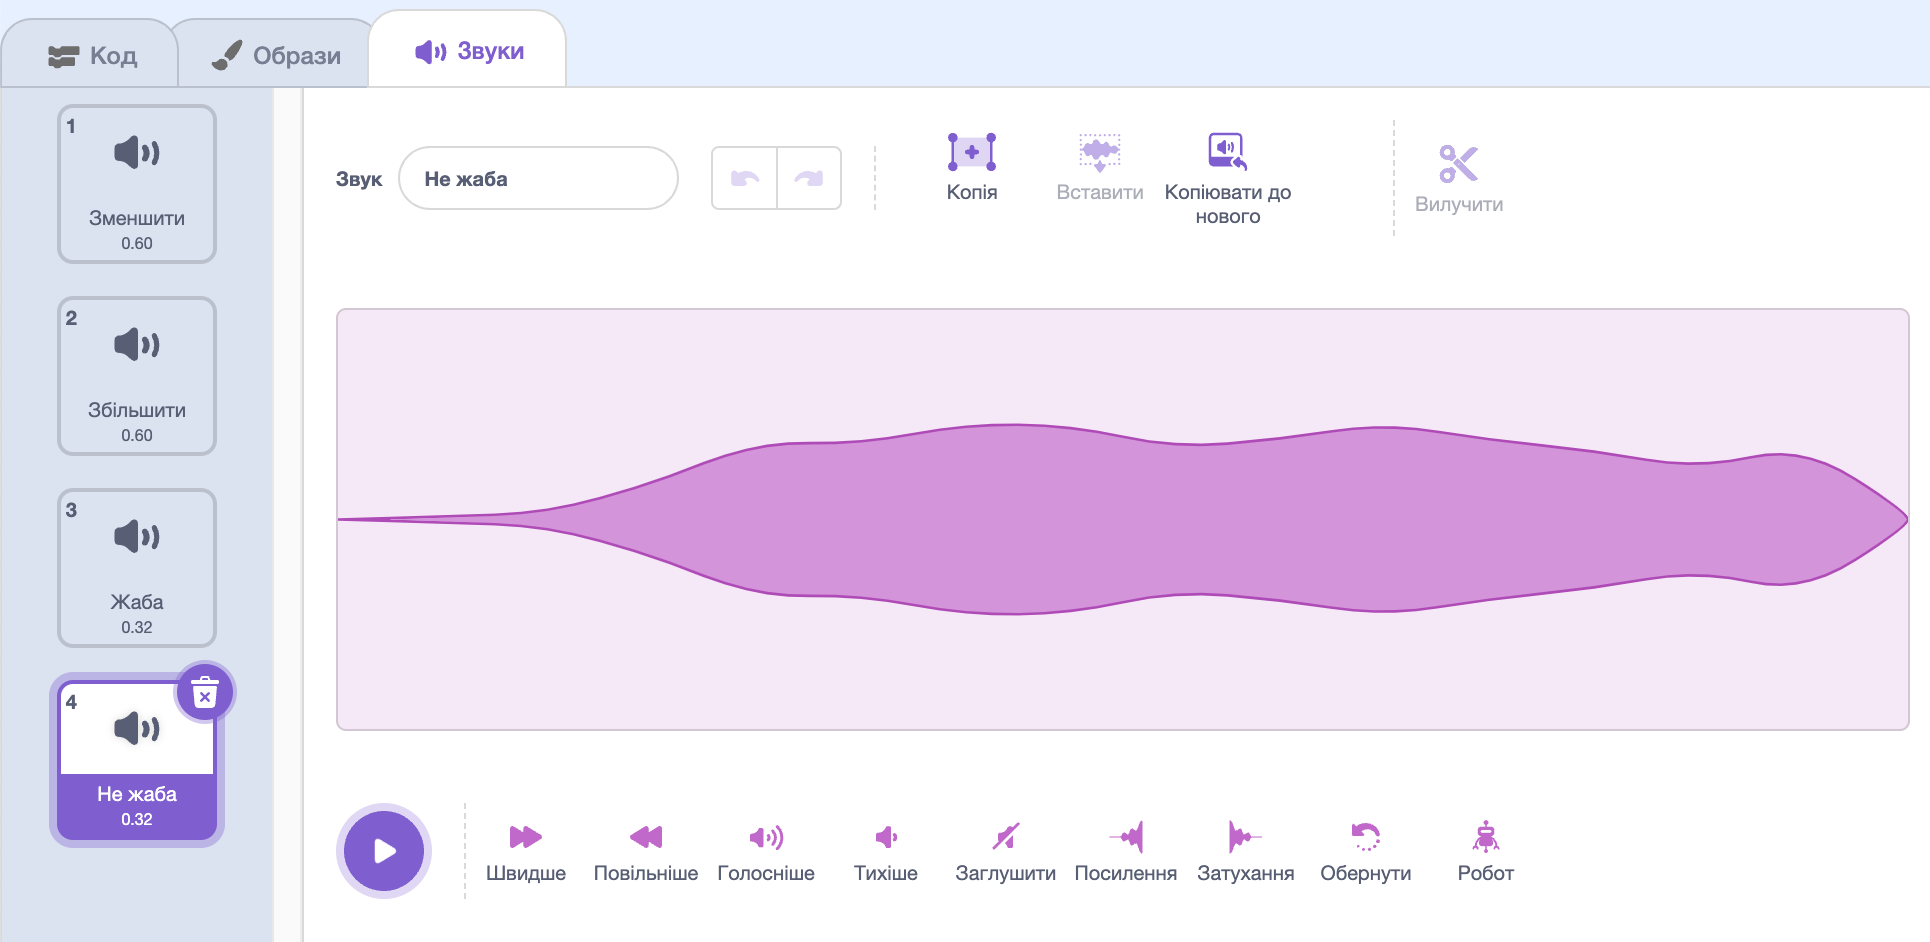 Код
Образи
Звуки
1
Зменшити
0.60
2
Збільшити
0.60
3
Жаба
0.32
4
Не жаба
0.32
Звук
Не жаба
Копія
Вставити
Копіювати до
нового
Вилучити
Швидше
Повільніше
Голосніше
Тихіше
Заглушити
Посилення
Затухання
Обернути
Робот